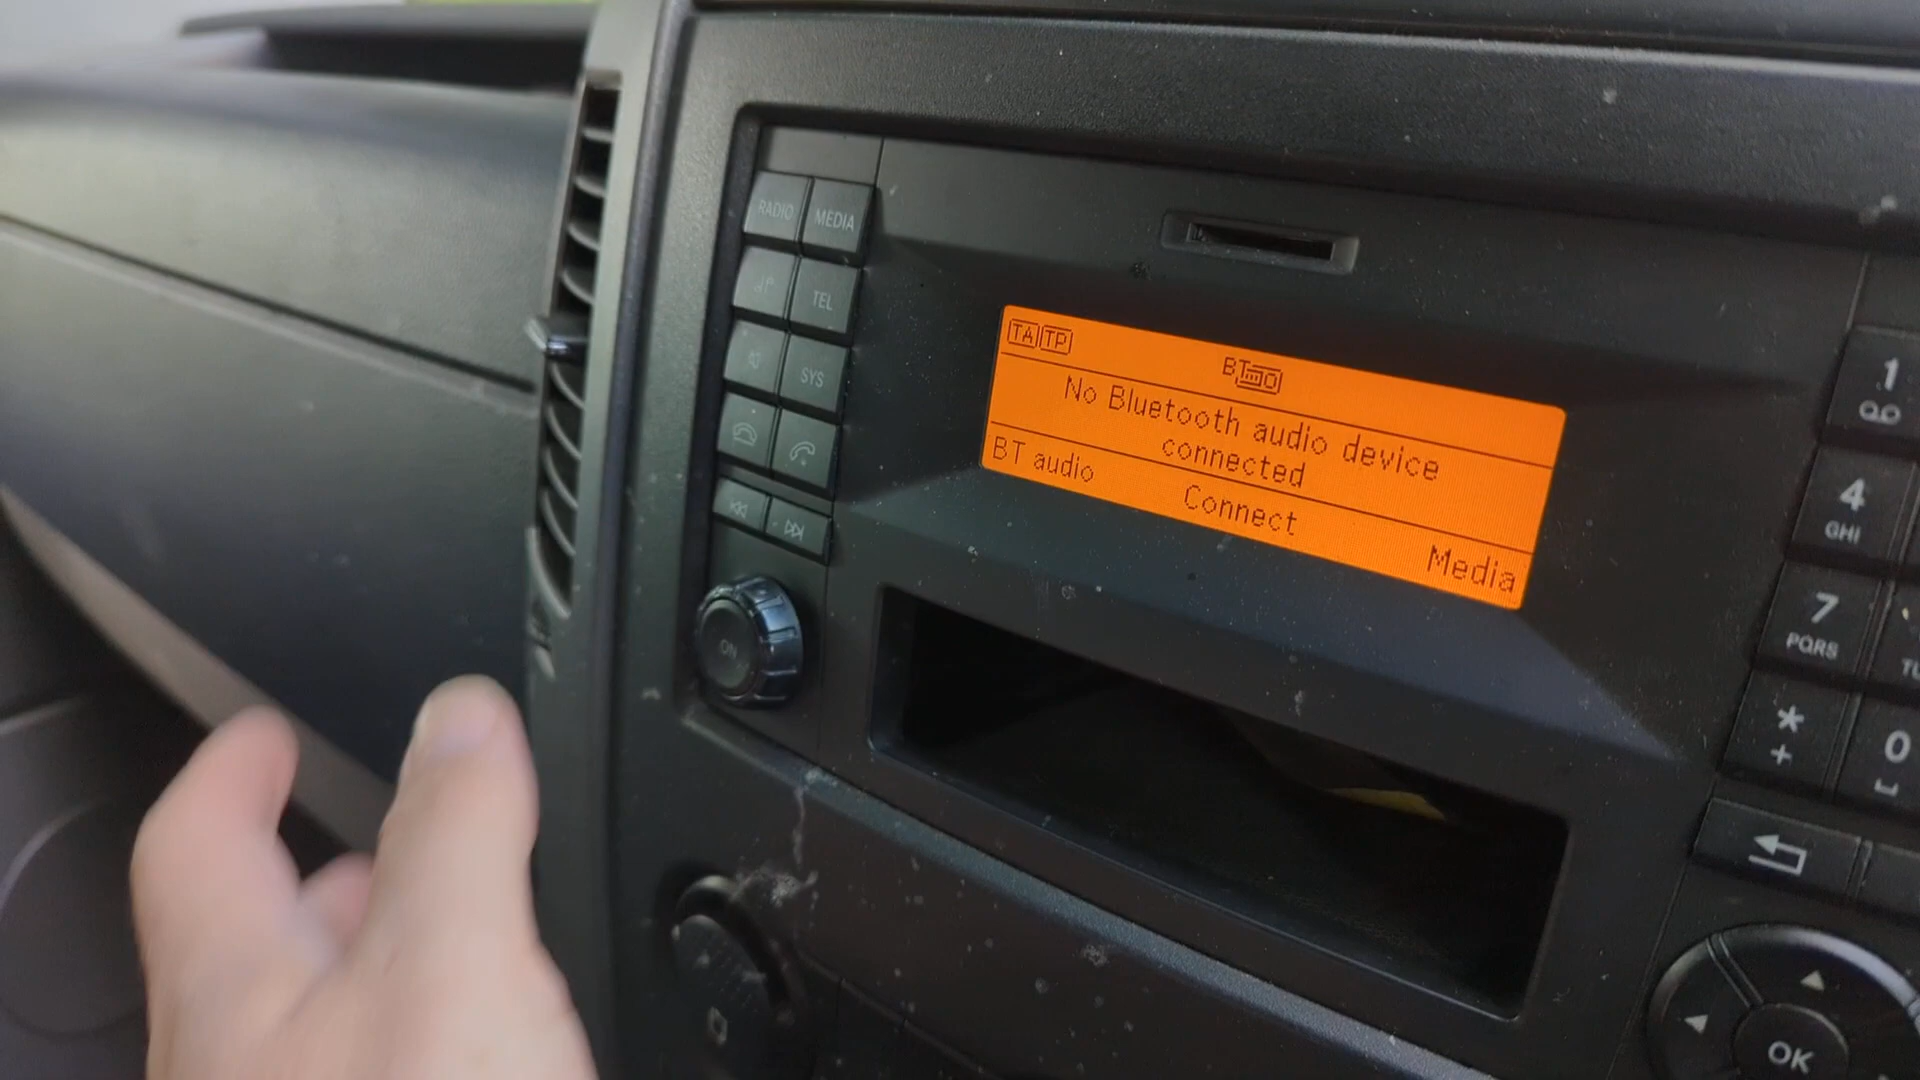 RADIO MEDIA
TEL
SYS
ON
TA TP
BT
No Bluetooth audio device
connected
BT audio Connect Media
1
4
GHI
7
PQRS
*
+
0
OK